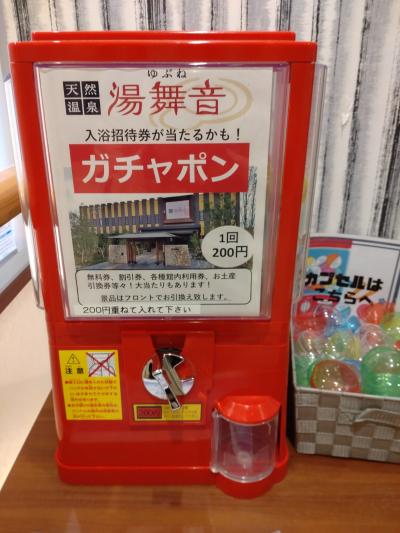 天然温泉
ゆぶね
湯舞音
入浴招待券が当たるかも！
ガチャポン
1回
200円
無料券、割引券、各種館内利用券、お土産
引換券等々！大当たりもあります！
景品はフロントでお引換え致します。
200円重ねて入れて下さい
注意
カプセルは
こちらへ